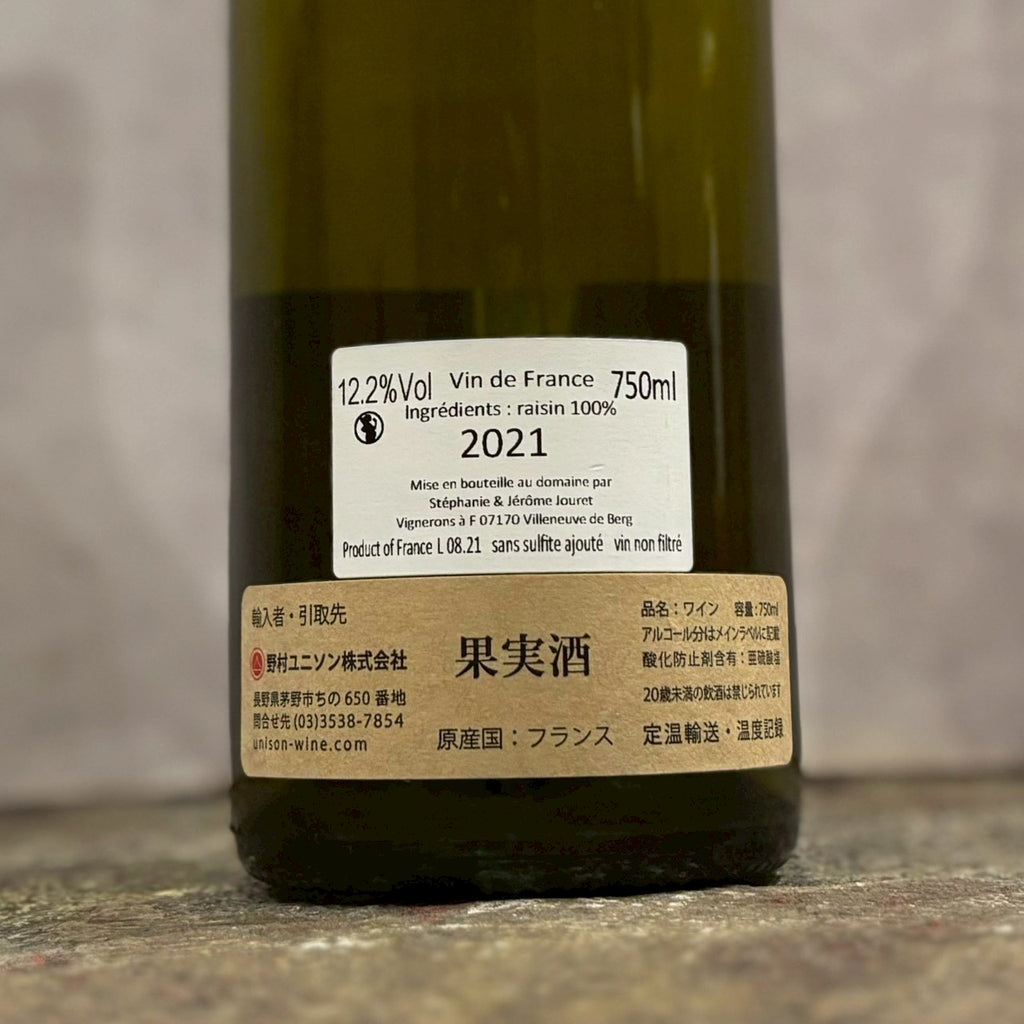 12.2%Vol Vin de France 750ml
Ingrédients : raisin 100%
2021
Mise en bouteille au domaine par
Stéphanie & Jérôme Jouret
Vignerons à F 07170 Villeneuve de Berg
Product of France L 08.21 sans sulfite ajouté vin non filtré
輸入者・引取先
野村ユニソン株式会社
長野県茅野市ちの 650 番地
問合せ先 (03)3538-7854
unison-wine.com
果実酒
原産国：フランス
品名：ワイン 容量：750ml
アルコール分はメインラベルに記載
酸化防止剤含有：亜硫酸塩
20歳未満の飲酒は禁じられています
定温輸送・温度記録